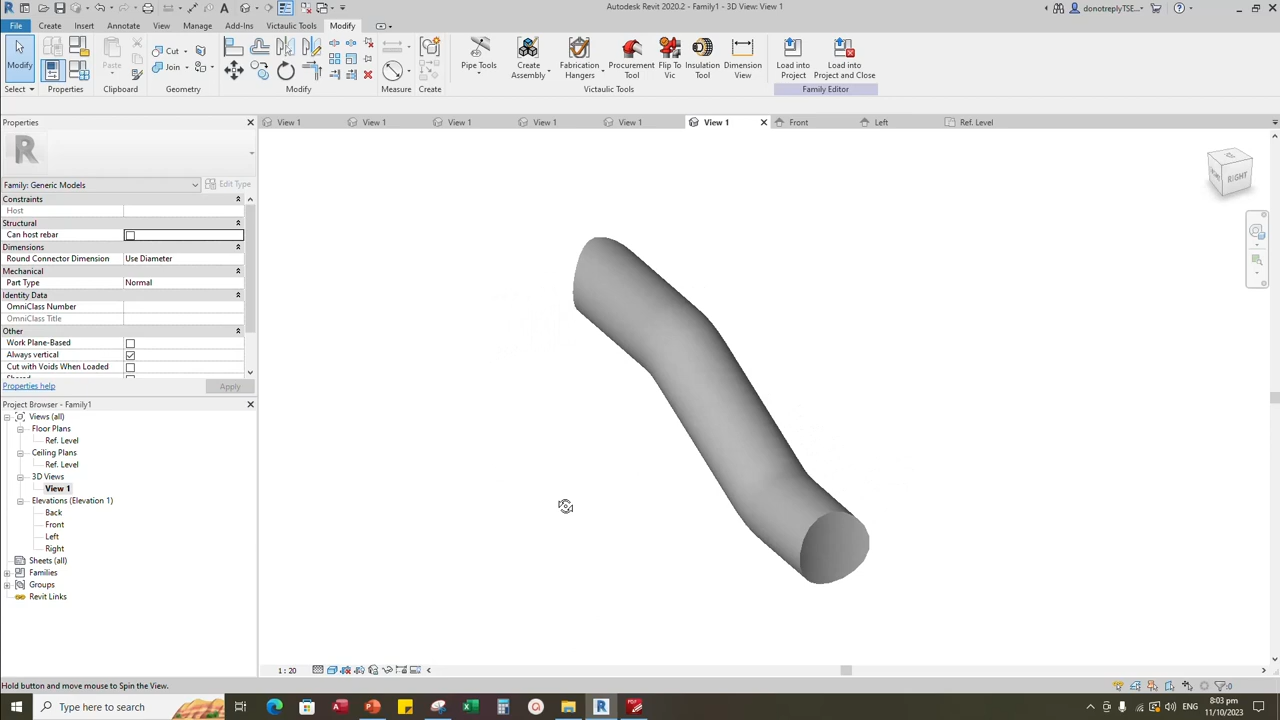 Autodesk Revit 2020.2 - Family1 - 3D View: View 1
donotreplyTSE...
File Create Insert Annotate View Manage Add-Ins Victaulic Tools Modify
Modify Paste Cut Join Pipe Tools Create Assembly Fabrication Hangers Procurement Tool Flip To Vic Insulation Tool Dimension View Load into Project Load into Project and Close
Select Properties Clipboard Geometry Modify Measure Create Victaulic Tools Family Editor
Properties
View 1 View 1 View 1 View 1 View 1 View 1 Front Left Ref. Level
R
Family: Generic Models Edit Type
Constraints
Host
Structural
Can host rebar
Dimensions
Round Connector Dimension Use Diameter
Mechanical
Part Type Normal
Identity Data
OmniClass Number
OmniClass Title
Other
Work Plane-Based
Always vertical
Cut with Voids When Loaded
Properties help Apply
Project Browser - Family1
Views (all)
Floor Plans
Ref. Level
Ceiling Plans
Ref. Level
3D Views
View 1
Elevations (Elevation 1)
Back
Front
Left
Right
Sheets (all)
Families
Groups
Revit Links
RIGHT
1 : 20
Hold button and move mouse to Spin the View.
:0
Type here to search
8:03 pm
11/10/2023